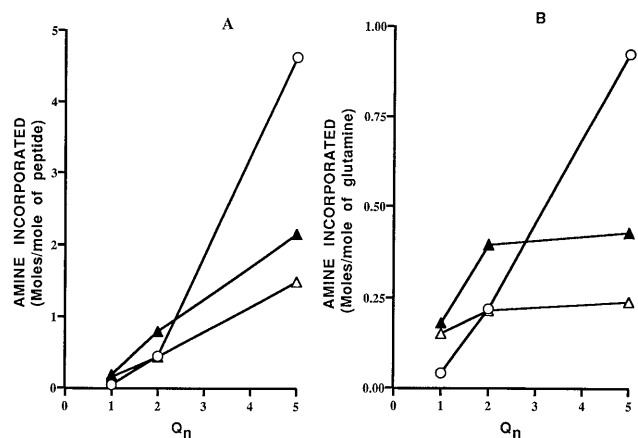 A
AMINE INCORPORATED
(Moles/mole of peptide)
5
4
3
2
1
0
0 1 2 3 4 5
Qn
B
AMINE INCORPORATED
(Moles/mole of glutamine)
1.00
0.75
0.50
0.25
0.00
0 1 2 3 4 5
Qn